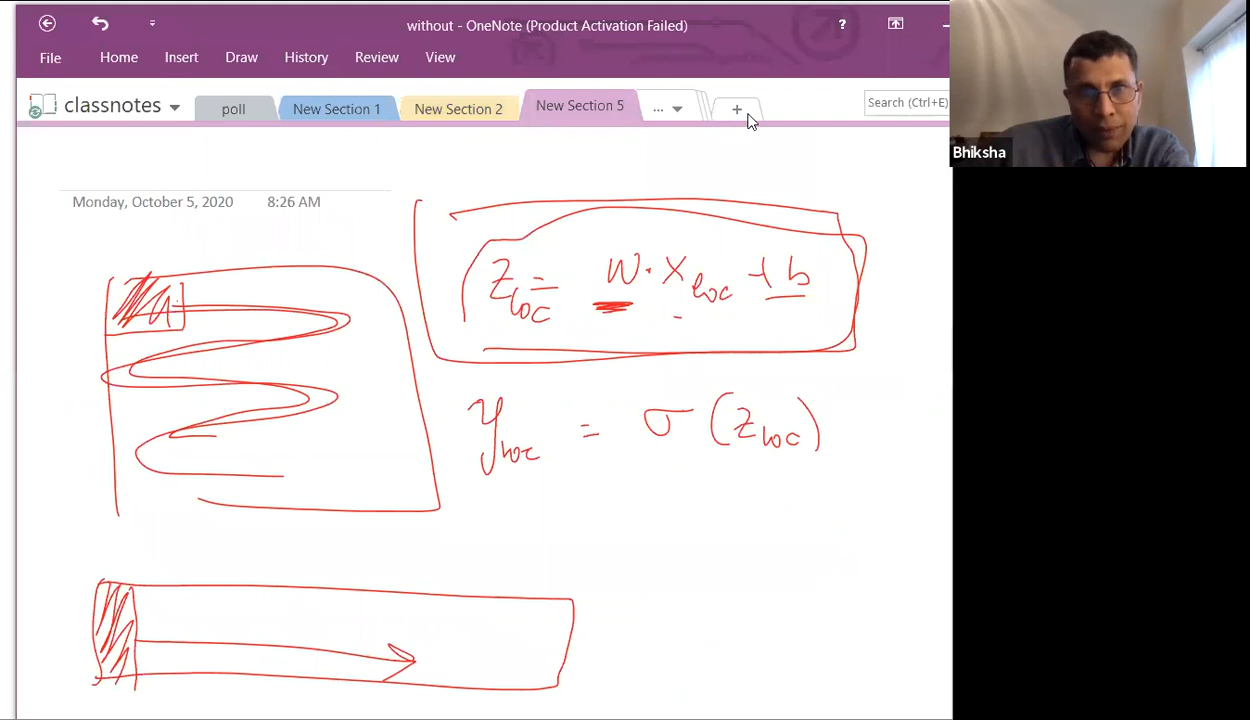 without - OneNote (Product Activation Failed)
?
File Home Insert Draw History Review View
classnotes
poll
New Section 1
New Section 2
New Section 5
...
+
Search (Ctrl+E)
Bhiksha
Monday, October 5, 2020 8:26 AM
z_loc = W · x_loc + b
y_loc = σ(z_loc)